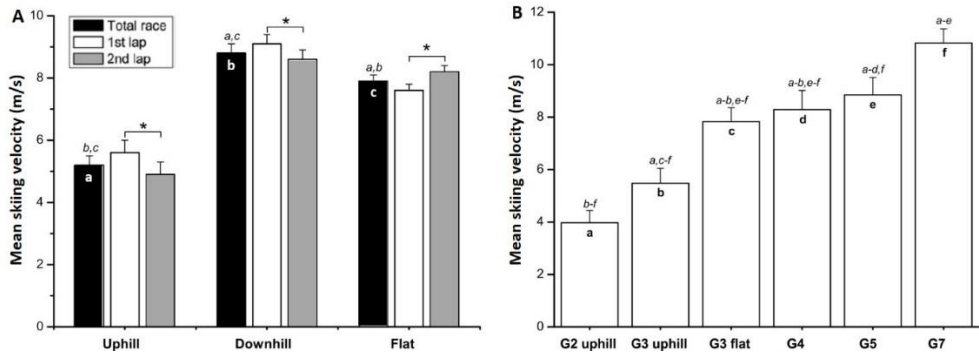 A
Mean skiing velocity (m/s)
10
8
6
4
2
0
Total race
1st lap
2nd lap
b,c
a
*
a,c
b
*
a,b
c
*
Uphill
Downhill
Flat
B
Mean skiing velocity (m/s)
12
10
8
6
4
2
0
b-f
a
a,c-f
b
a-b,e-f
c
a-b,e-f
d
a-d,f
e
a-e
f
G2 uphill
G3 uphill
G3 flat
G4
G5
G7